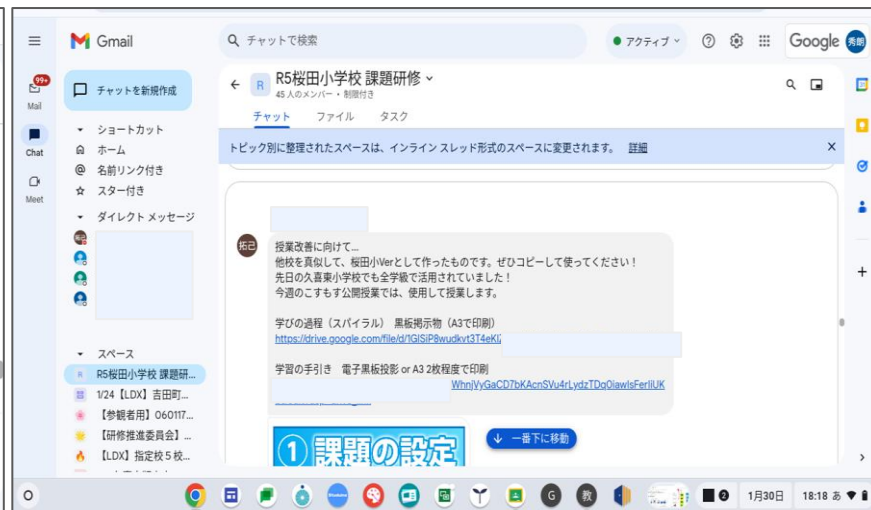 Gmail
チャットで検索
アクティブ
Google
秀朗
99+
Mail
Chat
Meet
チャットを新規作成
ショートカット
ホーム
名前リンク付き
スター付き
ダイレクト メッセージ
スペース
R R5桜田小学校 課題研...
1/24【LDX】吉田町...
【参観者用】060117...
【研修推進委員会】...
【LDX】指定校５校...
R R5桜田小学校 課題研修
45 人のメンバー・制限付き
チャット ファイル タスク
トピック別に整理されたスペースは、インライン スレッド形式のスペースに変更されます。 詳細
拓己
授業改善に向けて...
他校を真似して、桜田小Verとして作ったものです。ぜひコピーして使ってください！
先日の久喜東小学校でも全学級で活用されていました！
今週のこすもす公開授業では、使用して授業します。
学びの過程（スパイラル） 黒板掲示物（A3で印刷）
https://drive.google.com/file/d/1GlSiP8wudkvt3T4eKl
学習の手引き 電子黒板投影 or A3 2枚程度で印刷
WhnjVyGaCD7bKAcnSVu4rLydzTDq0iawlsFerliUK
① 課題の設定
一番下に移動
1月30日 18:18 あ